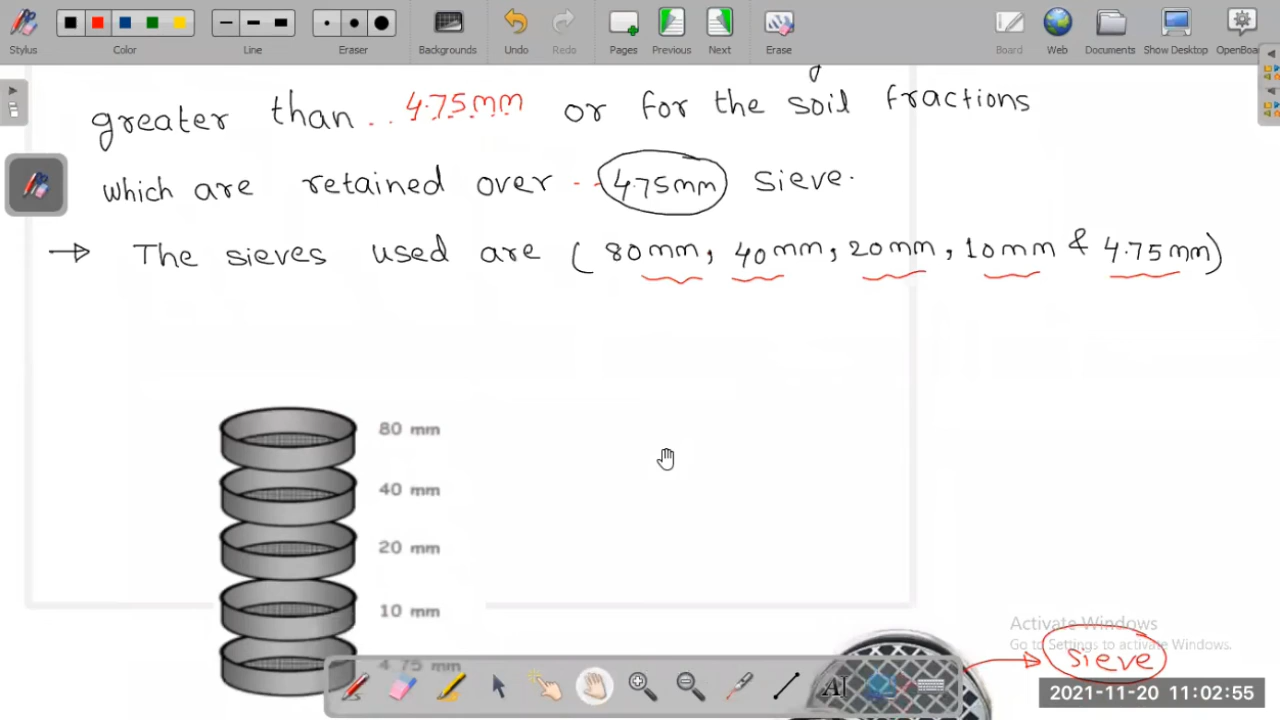 Stylus Color Line Eraser Backgrounds Undo Redo Pages Previous Next Erase Board Web Documents Show Desktop OpenBoa
greater than .. 4.75mm or for the soil fractions
which are retained over -- 4.75mm sieve.
→ The sieves used are ( 80mm, 40mm, 20mm, 10mm & 4.75mm)
80 mm
40 mm
20 mm
10 mm
4 75 mm
Activate Windows
Go to Settings to activate Windows.
sieve
2021-11-20 11:02:55